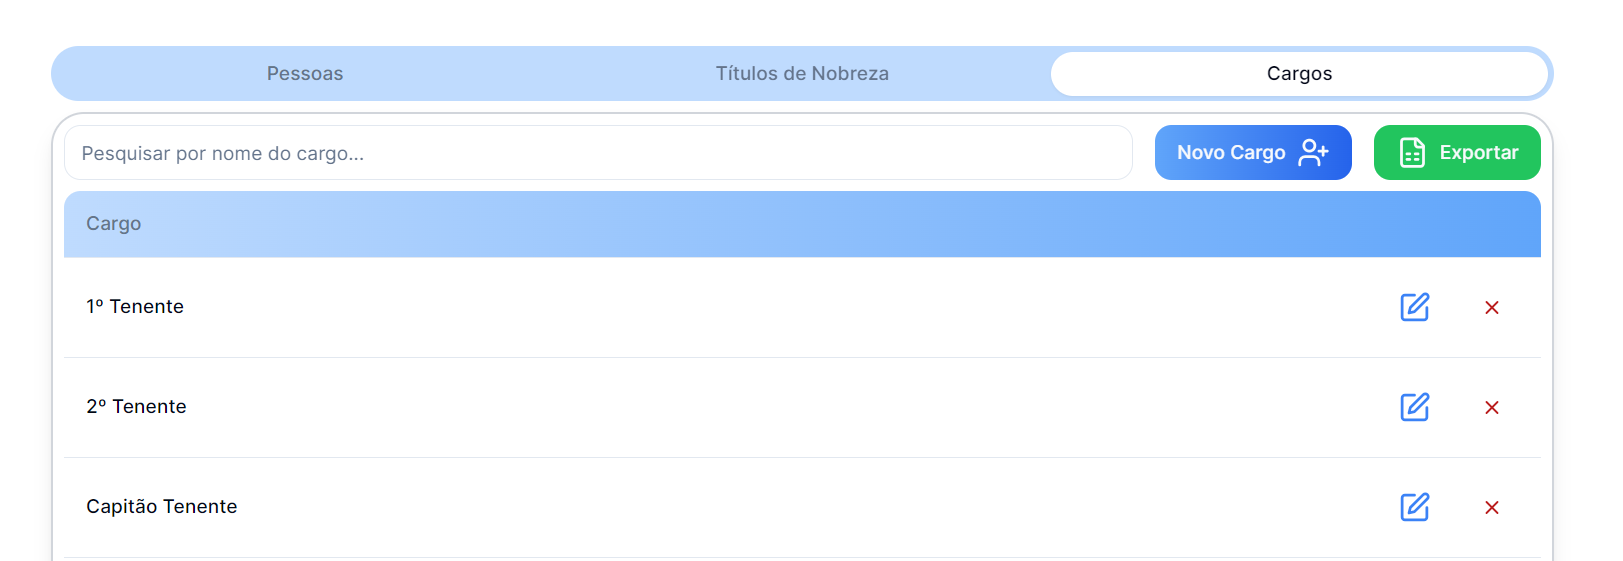 Pessoas
Títulos de Nobreza
Cargos
Pesquisar por nome do cargo...
Novo Cargo
Exportar
Cargo
1º Tenente
2º Tenente
Capitão Tenente